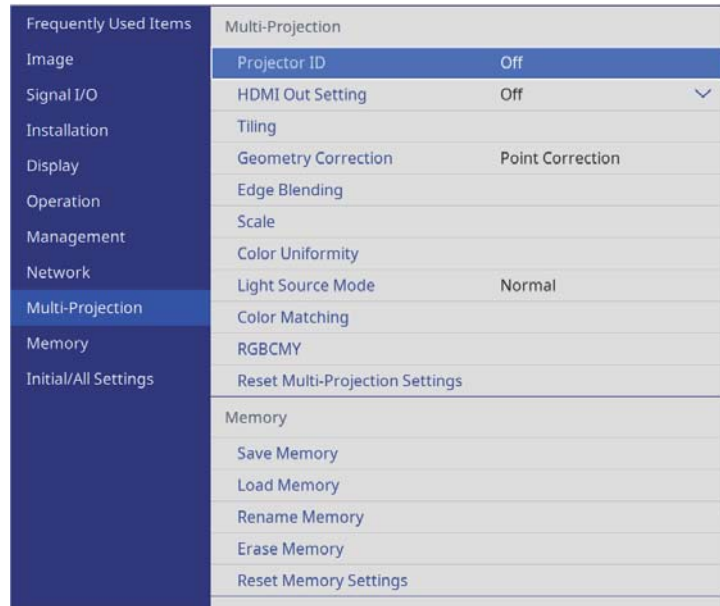 Frequently Used Items
Image
Signal I/O
Installation
Display
Operation
Management
Network
Multi-Projection
Memory
Initial/All Settings
Multi-Projection
Projector ID Off
HDMI Out Setting Off
Tiling
Geometry Correction Point Correction
Edge Blending
Scale
Color Uniformity
Light Source Mode Normal
Color Matching
RGBCMY
Reset Multi-Projection Settings
Memory
Save Memory
Load Memory
Rename Memory
Erase Memory
Reset Memory Settings